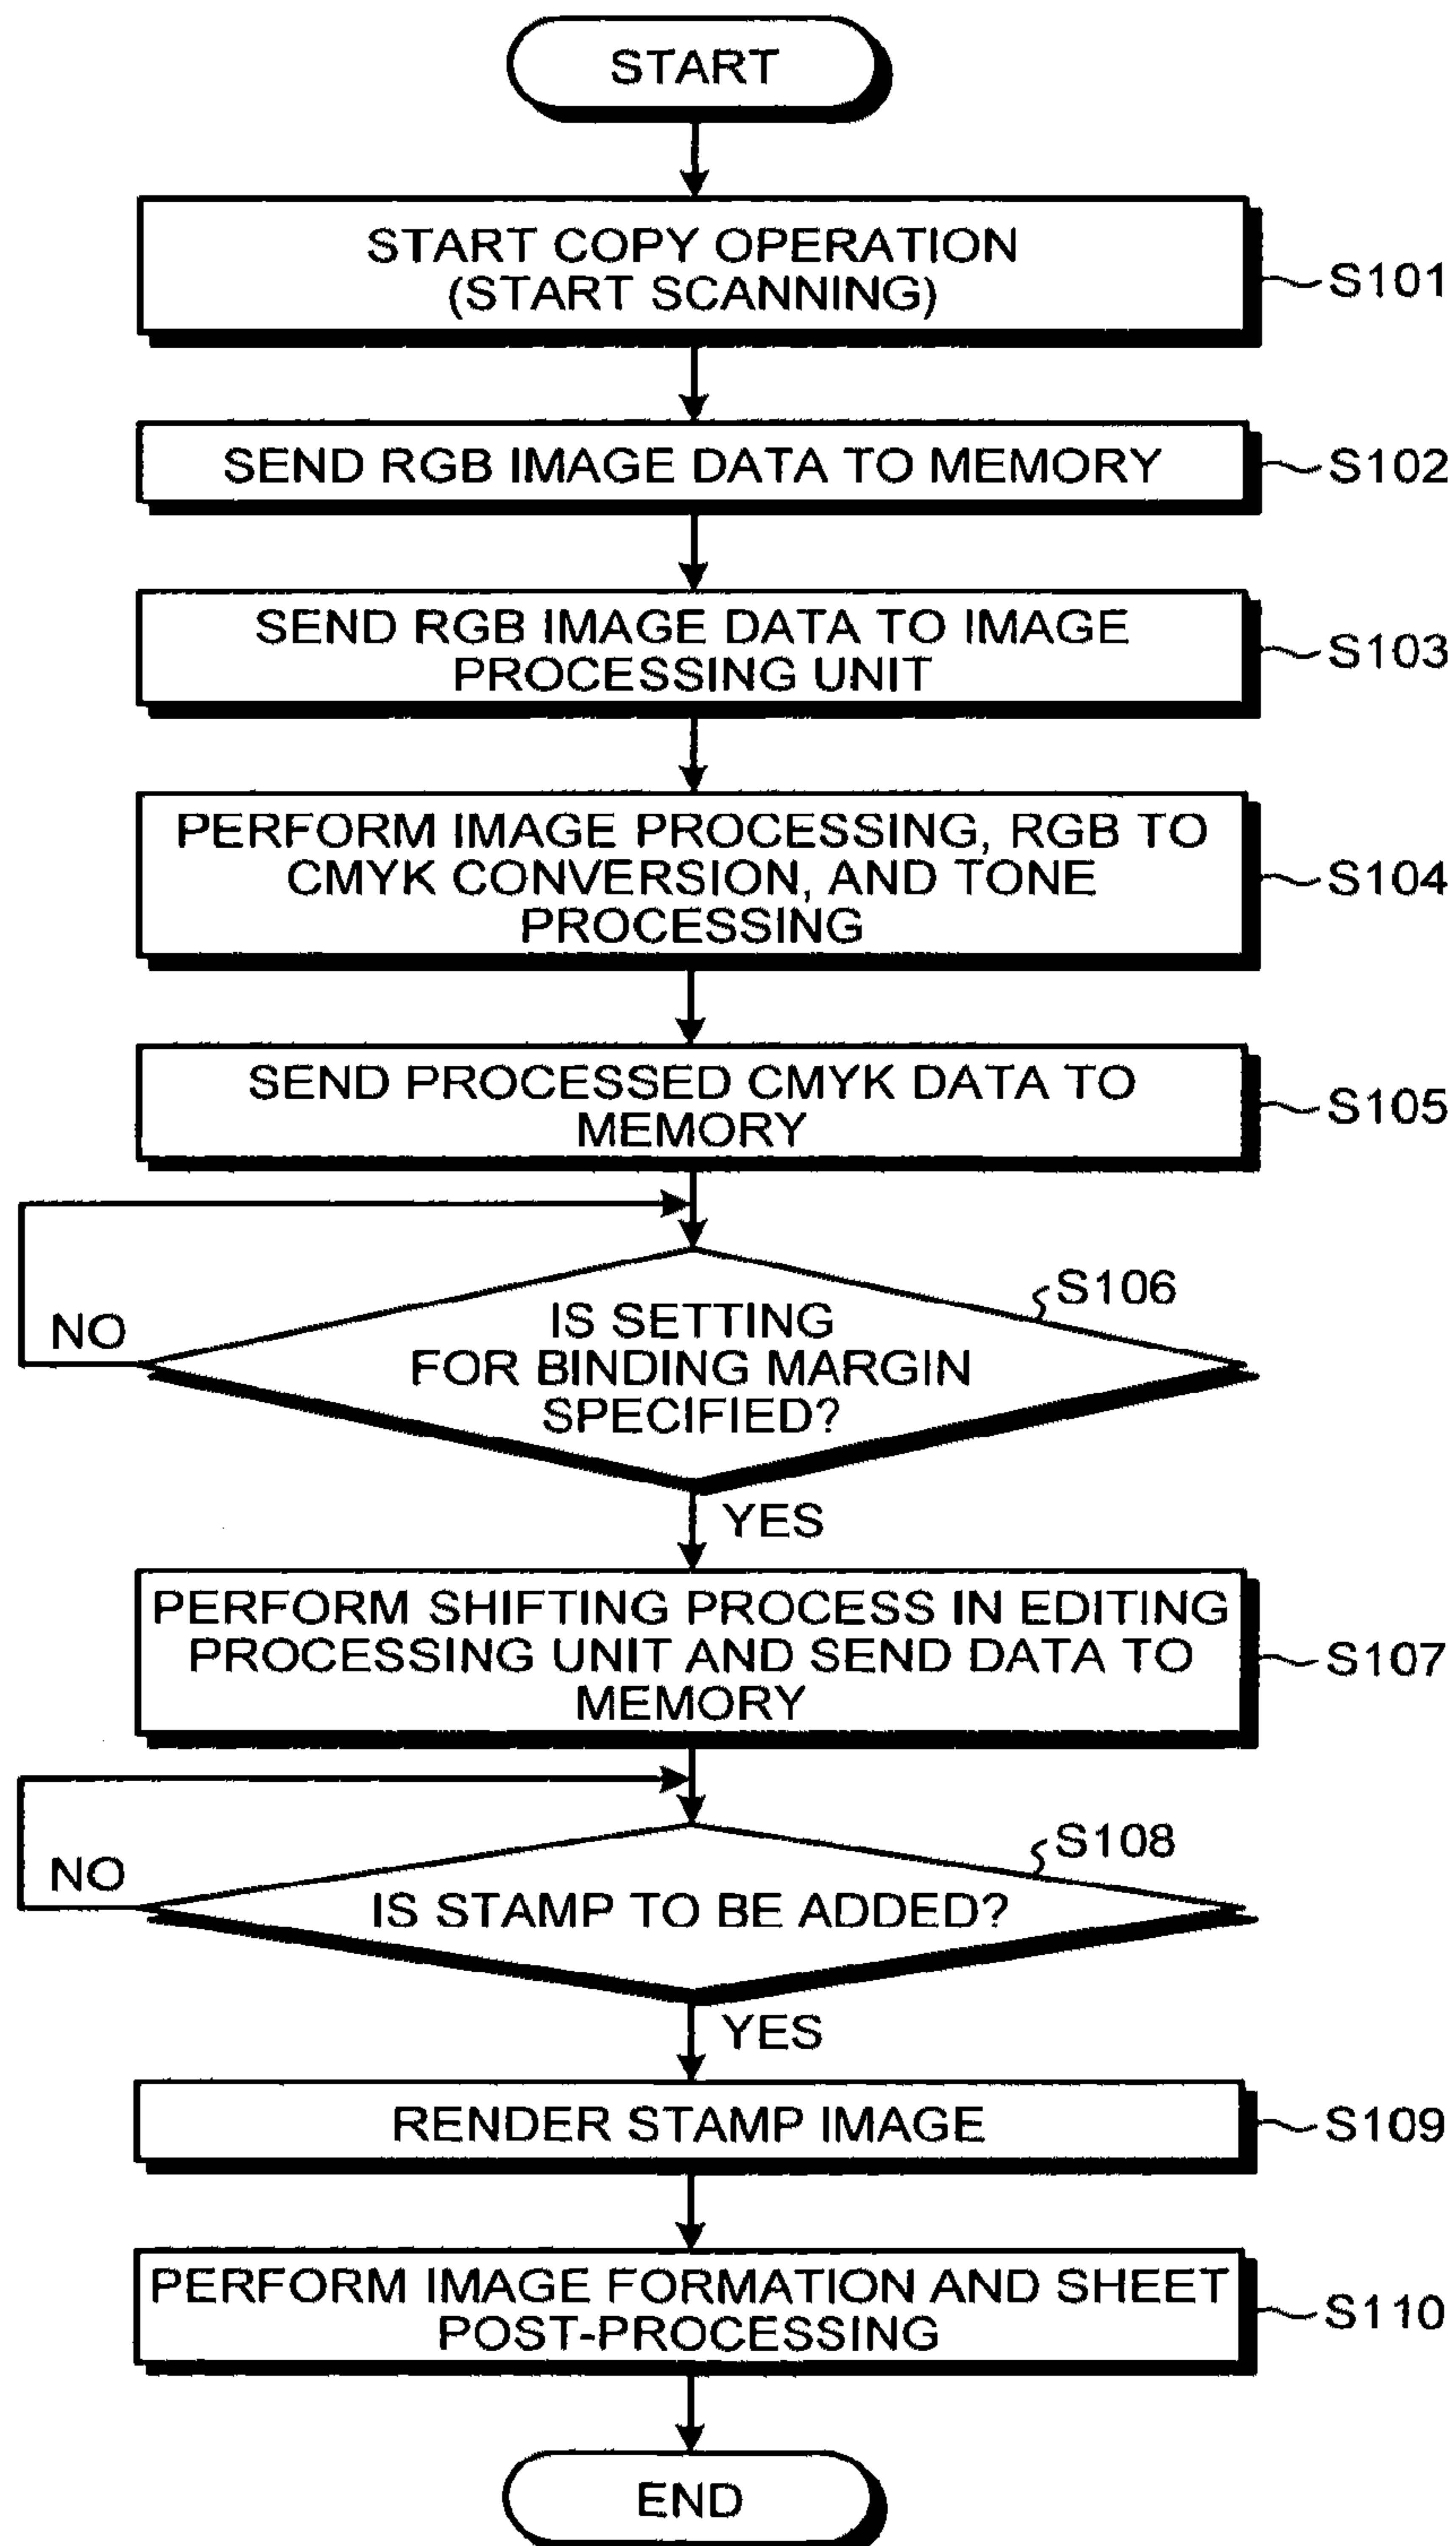 START
START COPY OPERATION
(START SCANNING)
S101
SEND RGB IMAGE DATA TO MEMORY
S102
SEND RGB IMAGE DATA TO IMAGE
PROCESSING UNIT
S103
PERFORM IMAGE PROCESSING, RGB TO
CMYK CONVERSION, AND TONE
PROCESSING
S104
SEND PROCESSED CMYK DATA TO
MEMORY
S105
S106
IS SETTING
FOR BINDING MARGIN
SPECIFIED?
NO
YES
PERFORM SHIFTING PROCESS IN EDITING
PROCESSING UNIT AND SEND DATA TO
MEMORY
S107
S108
IS STAMP TO BE ADDED?
NO
YES
RENDER STAMP IMAGE
S109
PERFORM IMAGE FORMATION AND SHEET
POST-PROCESSING
S110
END